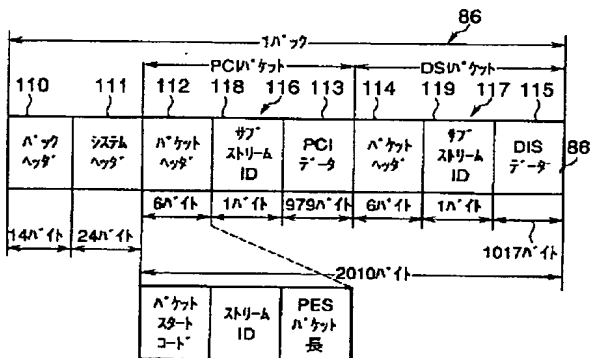 86
1パック
PCIパケット
DSIパケット
110
111
112
118
116
113
114
119
117
115
パック
ヘッダ
システム
ヘッダ
パケット
ヘッダ
サブ
ストリーム
ID
PCI
データ
パケット
ヘッダ
サブ
ストリーム
ID
DIS
データ
86
6バイト
1バイト
979バイト
6バイト
1バイト
14バイト
24バイト
1017バイト
2010バイト
パケット
スタート
コード
ストリーム
ID
PES
パケット
長